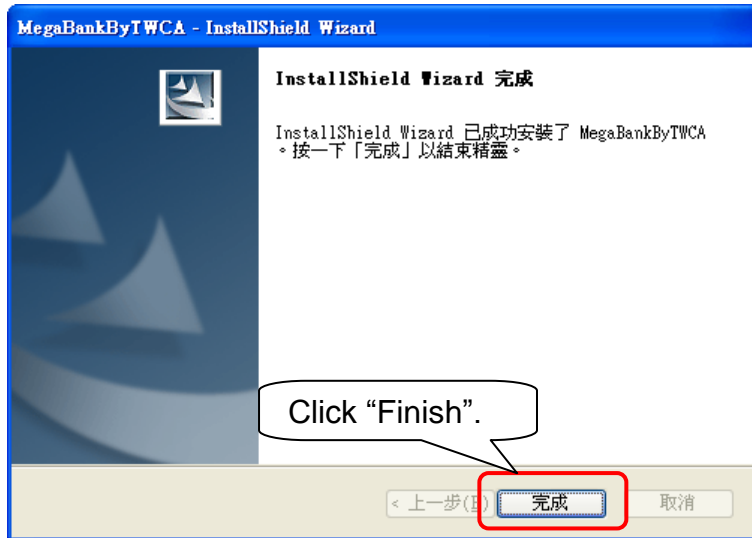 MegaBankByTWCA - InstallShield Wizard
InstallShield Wizard 完成
InstallShield Wizard 已成功安裝了 MegaBankByTWCA
。按一下「完成」以結束精靈。
Click “Finish”.
< 上一步(B) 完成 取消